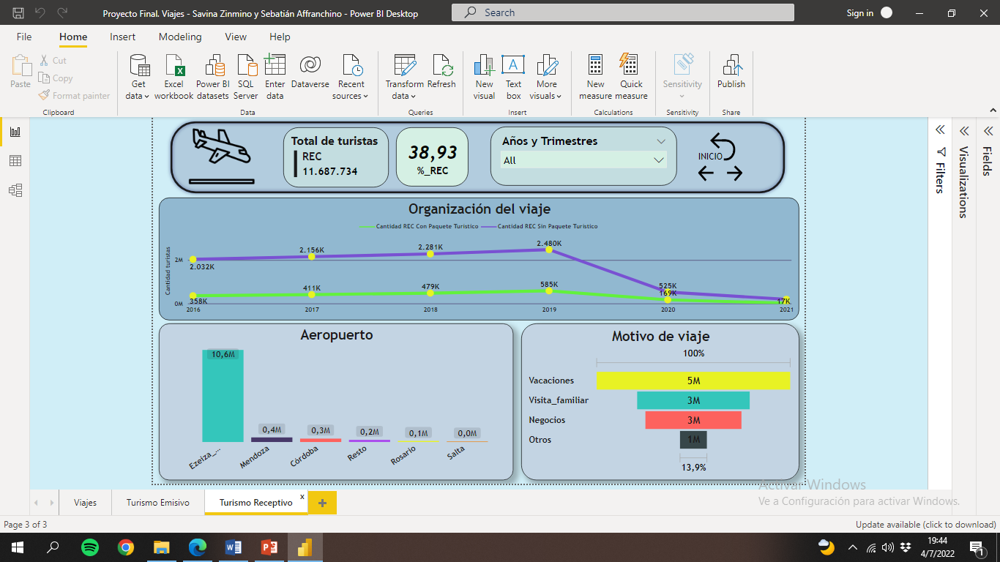 Proyecto Final. Viajes - Savina Zinmino y Sebatián Affranchino - Power BI Desktop
Search
Sign in
File Home Insert Modeling View Help
Paste
Cut
Copy
Format painter
Clipboard
Get data
Excel workbook
Power BI datasets
SQL Server
Enter data
Dataverse
Recent sources
Data
Transform data
Refresh
Queries
New visual
Text box
More visuals
Insert
New measure
Quick measure
Calculations
Sensitivity
Sensitivity
Publish
Share
Total de turistas
REC
11.687.734
38,93
%_REC
Años y Trimestres
All
INICIO
Filters
Visualizations
Fields
Organización del viaje
Cantidad REC Con Paquete Turistico Cantidad REC Sin Paquete Turistico
Cantidad turistas
2M
0M
2.032K
2.156K
2.281K
2.480K
525K
358K
411K
479K
585K
169K
17K
2016 2017 2018 2019 2020 2021
Aeropuerto
10,6M
0,4M
0,3M
0,2M
0,1M
0,0M
Ezeiza_...
Mendoza
Córdoba
Resto
Rosario
Salta
Motivo de viaje
100%
Vacaciones 5M
Visita_familiar 3M
Negocios 3M
Otros 1M
13,9%
Activar Windows
Ve a Configuración para activar Windows.
Viajes
Turismo Emisivo
Turismo Receptivo
x
Page 3 of 3
Update available (click to download)
19:44
4/7/2022
1